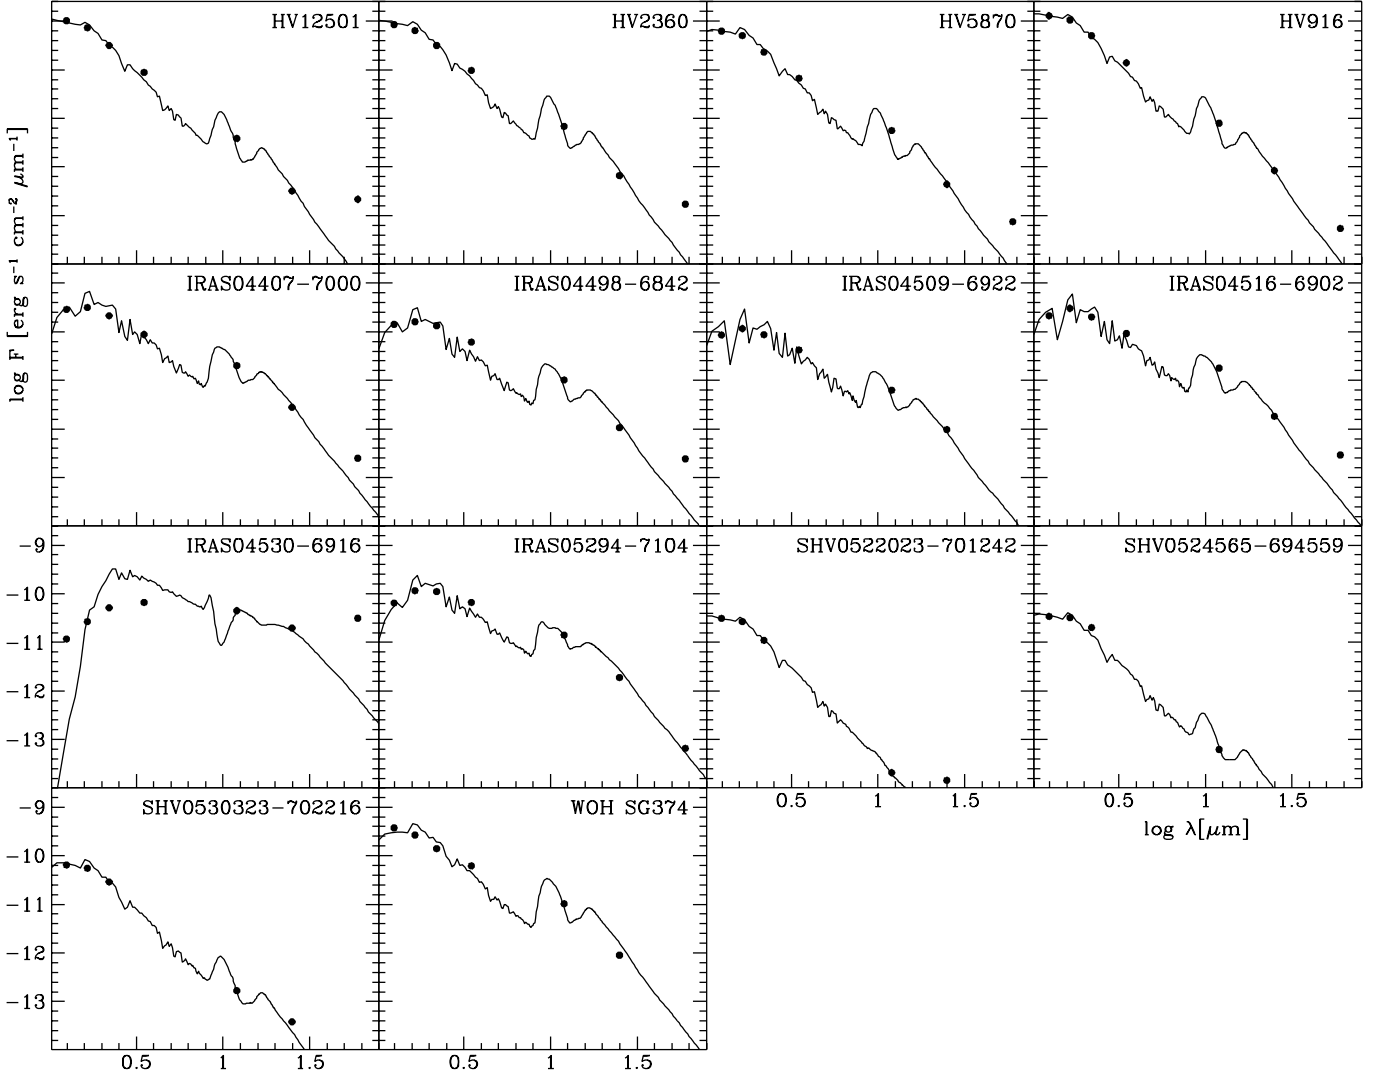 HV12501
HV2360
HV5870
HV916
log F [erg s⁻¹ cm⁻² μm⁻¹]
IRAS04407-7000
IRAS04498-6842
IRAS04509-6922
IRAS04516-6902
IRAS04530-6916
IRAS05294-7104
SHV0522023-701242
SHV0524565-694559
-9
-10
-11
-12
-13
0.5 1 1.5
0.5 1 1.5
log λ[μm]
SHV0530323-702216
WOH SG374
-9
-10
-11
-12
-13
0.5 1 1.5
0.5 1 1.5